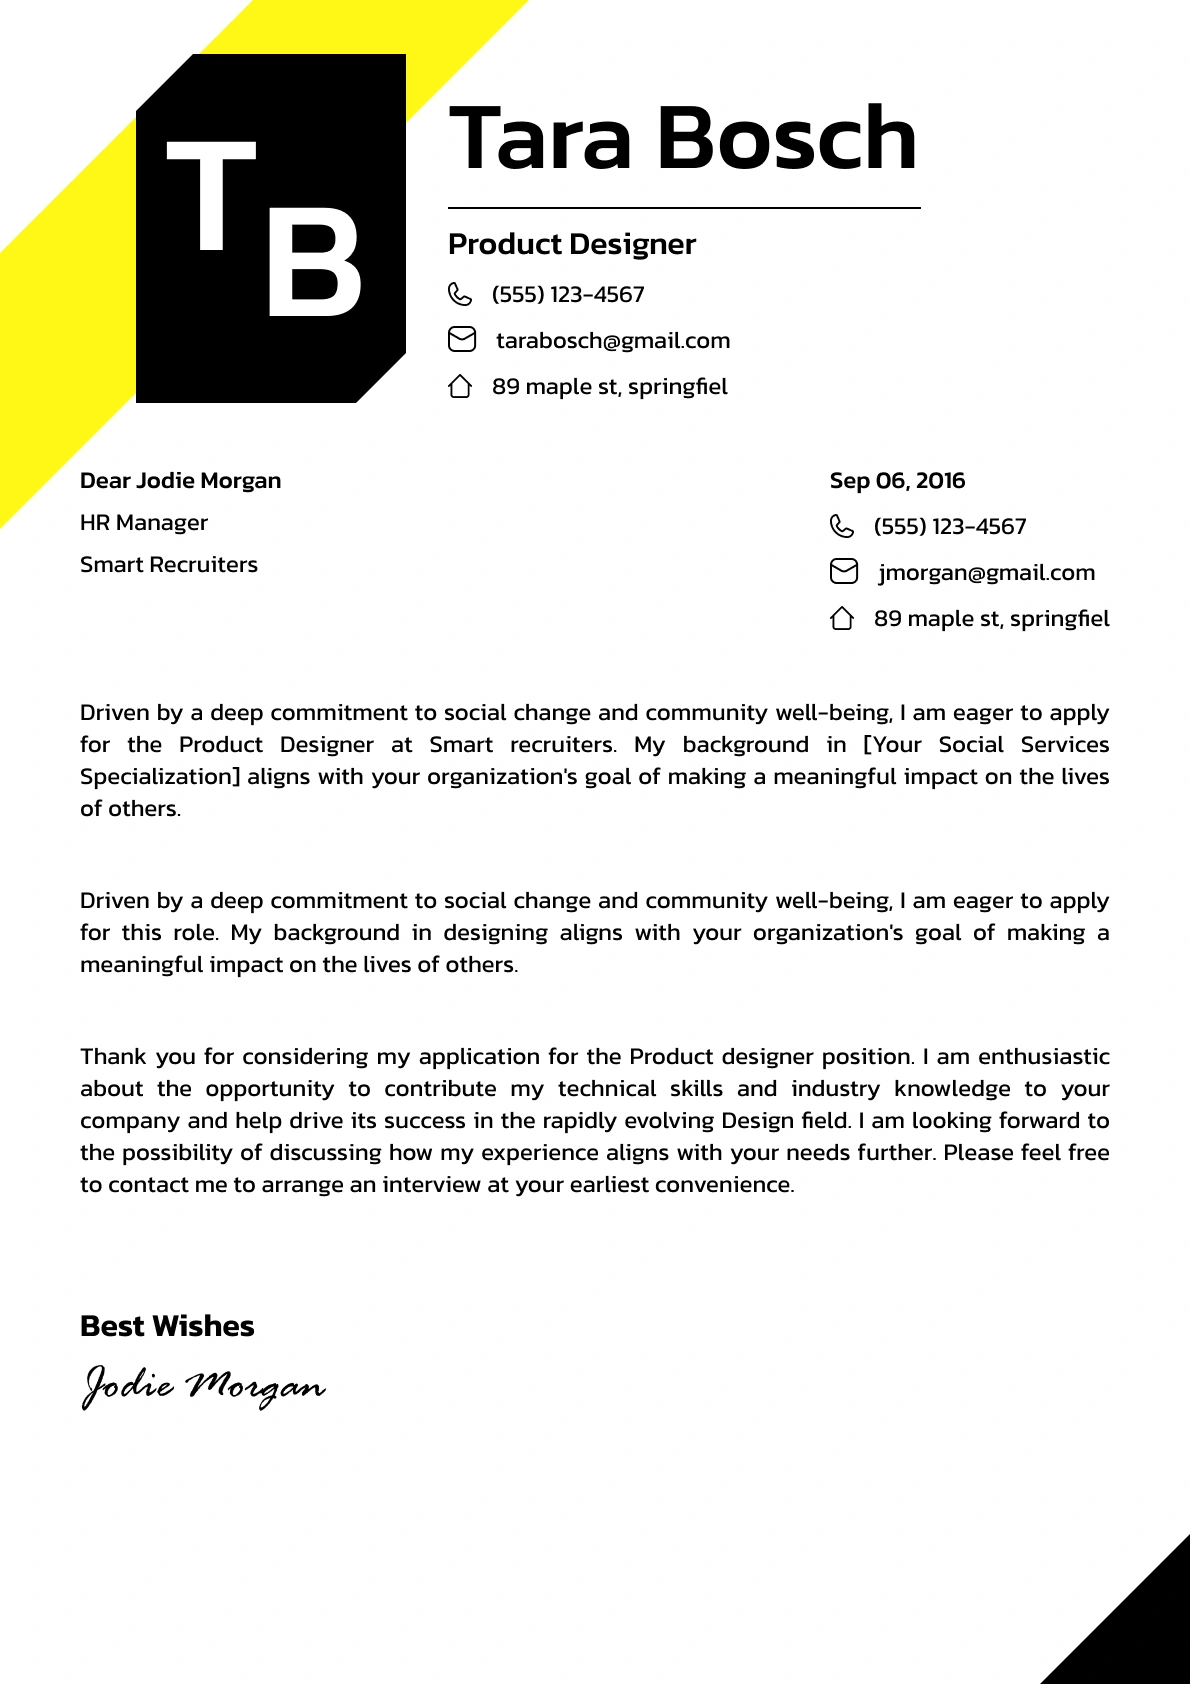 T
B
Tara Bosch
Product Designer
(555) 123-4567
tarabosch@gmail.com
89 maple st, springfiel
Dear Jodie Morgan
HR Manager
Smart Recruiters
Sep 06, 2016
(555) 123-4567
jmorgan@gmail.com
89 maple st, springfiel
Driven by a deep commitment to social change and community well-being, I am eager to apply
for the Product Designer at Smart recruiters. My background in [Your Social Services
Specialization] aligns with your organization's goal of making a meaningful impact on the lives
of others.
Driven by a deep commitment to social change and community well-being, I am eager to apply
for this role. My background in designing aligns with your organization's goal of making a
meaningful impact on the lives of others.
Thank you for considering my application for the Product designer position. I am enthusiastic
about the opportunity to contribute my technical skills and industry knowledge to your
company and help drive its success in the rapidly evolving Design field. I am looking forward to
the possibility of discussing how my experience aligns with your needs further. Please feel free
to contact me to arrange an interview at your earliest convenience.
Best Wishes
Jodie Morgan